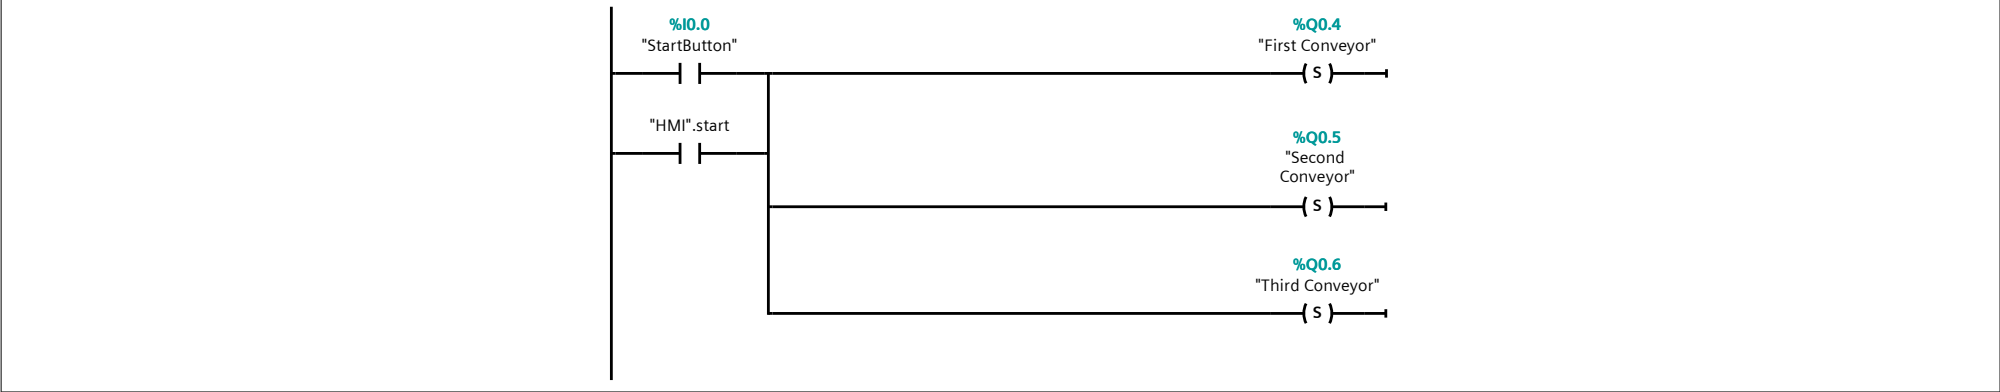 %I0.0
"StartButton"
%Q0.4
"First Conveyor"
S
"HMI".start
%Q0.5
"Second
Conveyor"
S
%Q0.6
"Third Conveyor"
S